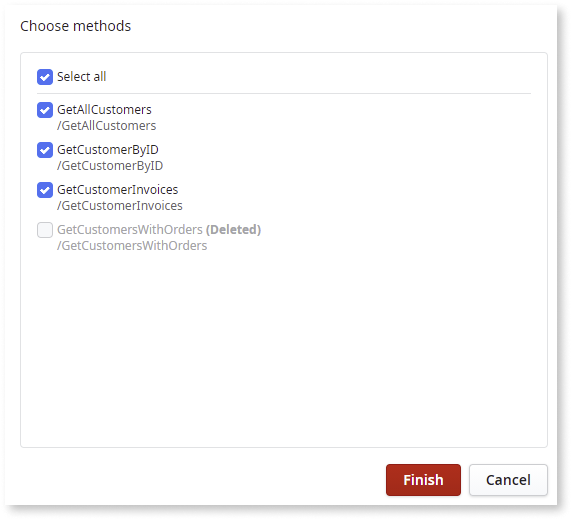 Choose methods
Select all
GetAllCustomers
/GetAllCustomers
GetCustomerByID
/GetCustomerByID
GetCustomerInvoices
/GetCustomerInvoices
GetCustomersWithOrders (Deleted)
/GetCustomersWithOrders
Finish Cancel